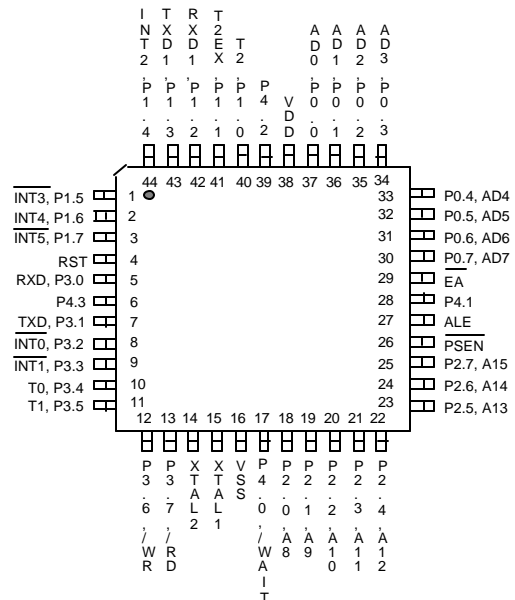 INT2, P1.4
TXD1, P1.3
RXD1, P1.2
T2EX, P1.1
T2, P1.0
P4.2
VDD
AD0, P0.0
AD1, P0.1
AD2, P0.2
AD3, P0.3
44 43 42 41 40 39 38 37 36 35 34
INT3, P1.5 1
INT4, P1.6 2
INT5, P1.7 3
RST 4
RXD, P3.0 5
P4.3 6
TXD, P3.1 7
INT0, P3.2 8
INT1, P3.3 9
T0, P3.4 10
T1, P3.5 11
33 P0.4, AD4
32 P0.5, AD5
31 P0.6, AD6
30 P0.7, AD7
29 EA
28 P4.1
27 ALE
26 PSEN
25 P2.7, A15
24 P2.6, A14
23 P2.5, A13
12 13 14 15 16 17 18 19 20 21 22
P3.6, /WR
P3.7, /RD
XTAL2
XTAL1
VSS
P4.0, /WAIT
P2.0, A8
P2.1, A9
P2.2, A10
P2.3, A11
P2.4, A12